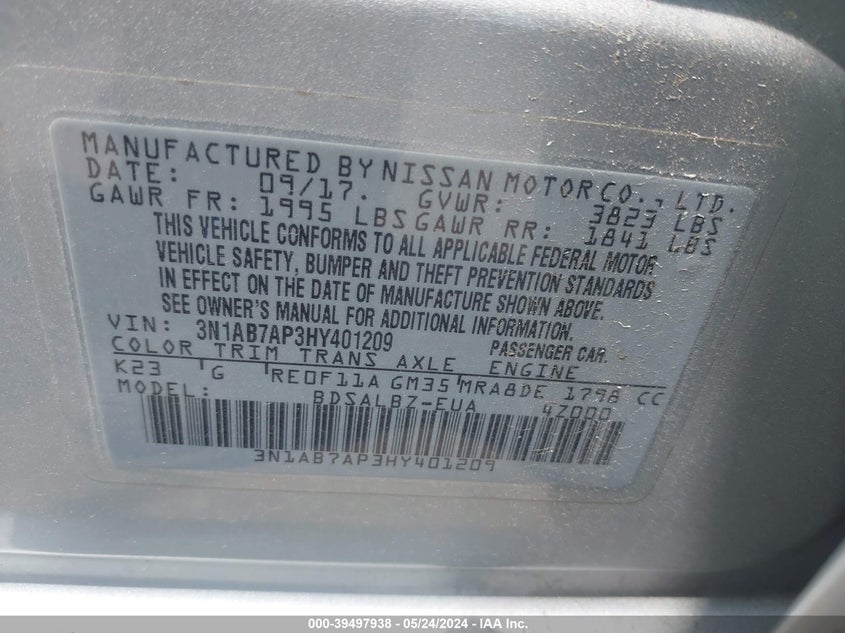 MANUFACTURED BY NISSAN MOTOR CO., LTD.
DATE: 09/17. GVWR: 3823 LBS
GAWR FR: 1995 LBS GAWR RR: 1841 LBS
THIS VEHICLE CONFORMS TO ALL APPLICABLE FEDERAL MOTOR
VEHICLE SAFETY, BUMPER AND THEFT PREVENTION STANDARDS
IN EFFECT ON THE DATE OF MANUFACTURE SHOWN ABOVE.
SEE OWNER'S MANUAL FOR ADDITIONAL INFORMATION.
VIN: 3N1AB7AP3HY401209 PASSENGER CAR.
COLOR TRIM TRANS AXLE ENGINE
K23 G RE0F11A GM35 MRA8DE 1798 CC
MODEL: BDSALBZ-EUA 4Z000
3N1AB7AP3HY401209
000-39497938 - 05/24/2024 - IAA Inc.